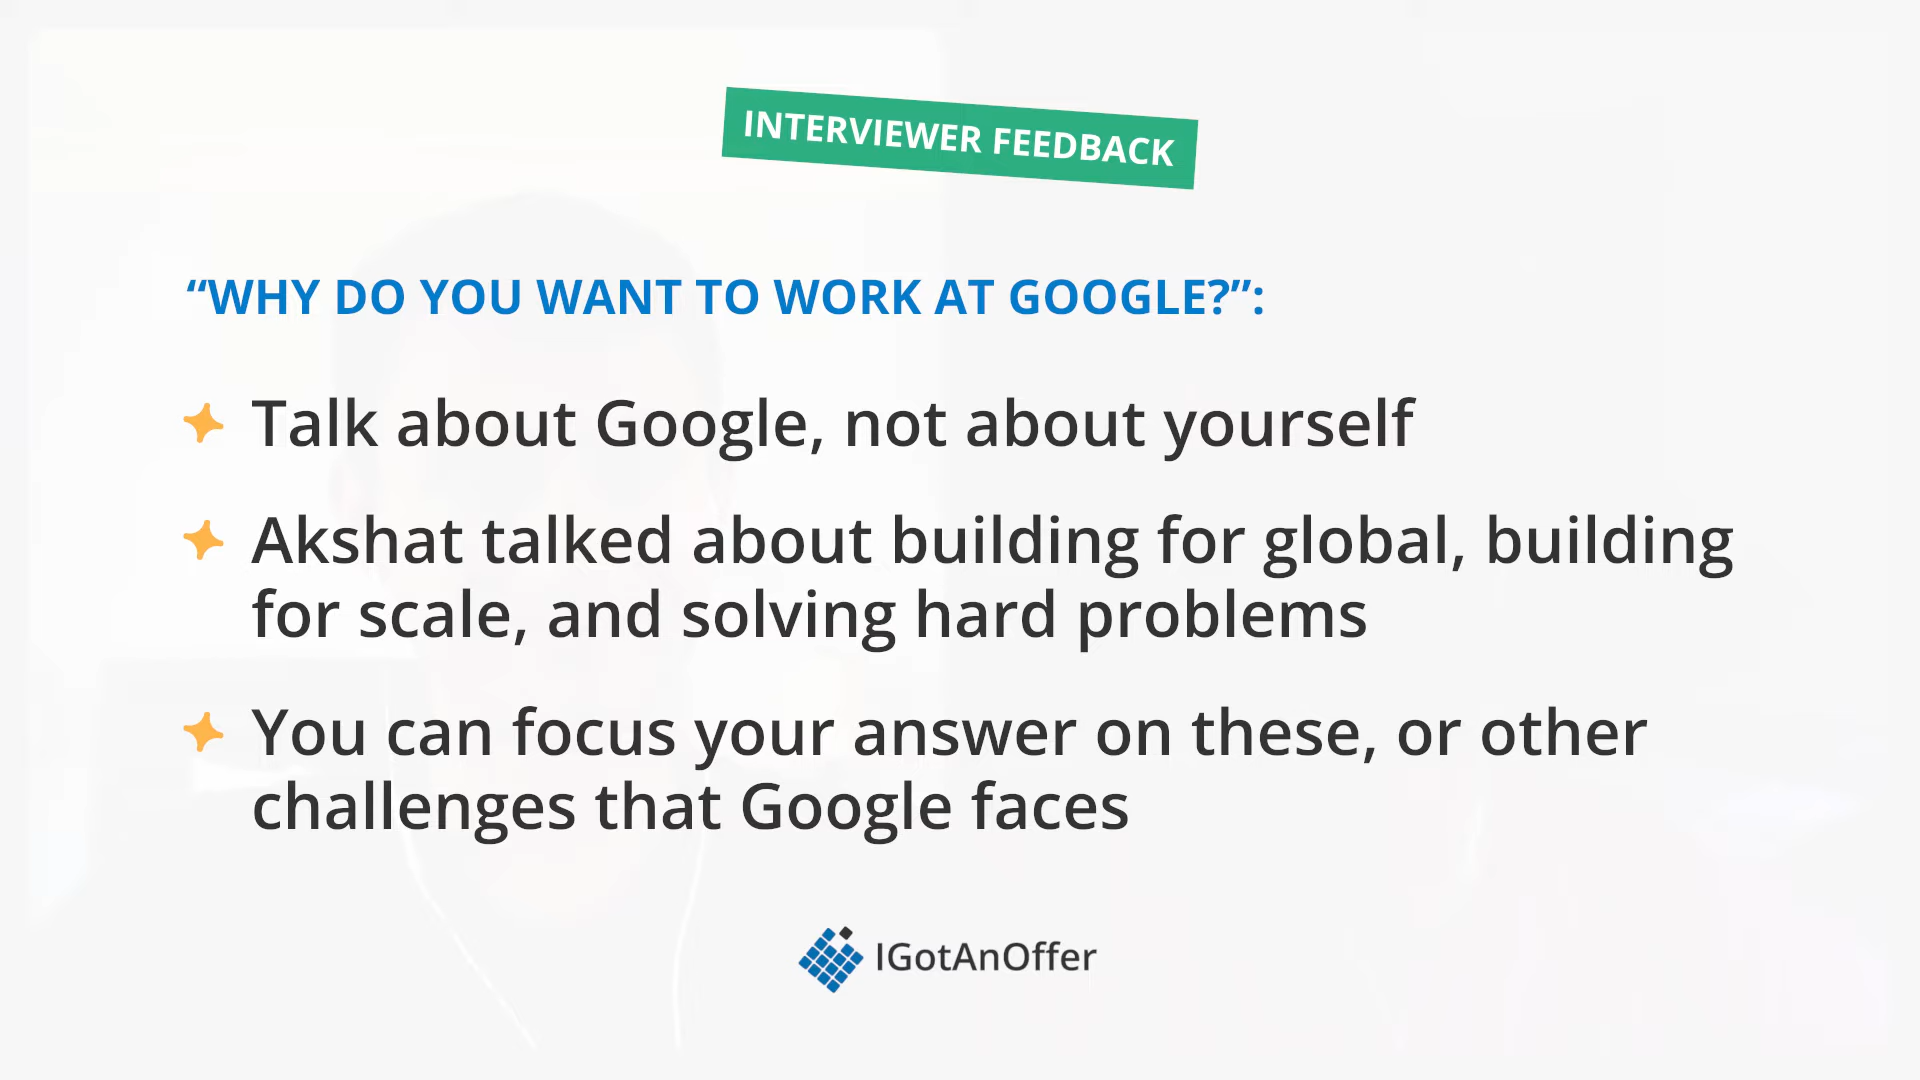 INTERVIEWER FEEDBACK
“WHY DO YOU WANT TO WORK AT GOOGLE?”:
Talk about Google, not about yourself
Akshat talked about building for global, building
for scale, and solving hard problems
You can focus your answer on these, or other
challenges that Google faces
IGotAnOffer